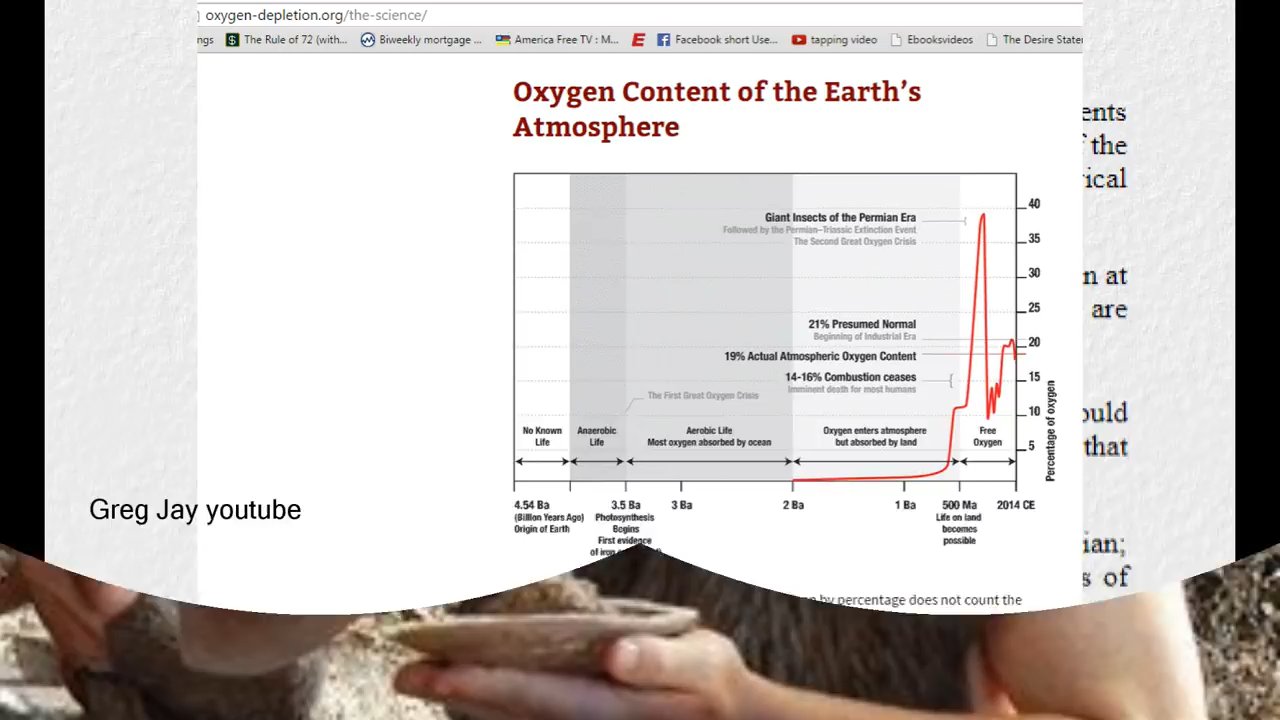 oxygen-depletion.org/the-science/
ngs The Rule of 72 (with... Biweekly mortgage ... America Free TV : M... Facebook short Use... tapping video Ebooksvideos The Desire Stater
Oxygen Content of the Earth's
Atmosphere
ents
f the
rical
n at
are
ould
that
ian;
s of
40
35
30
25
20
15
10
5
Percentage of oxygen
Giant Insects of the Permian Era
Followed by the Permian–Triassic Extinction Event
The Second Great Oxygen Crisis
21% Presumed Normal
Beginning of Industrial Era
19% Actual Atmospheric Oxygen Content
14-16% Combustion ceases
Imminent death for most humans
The First Great Oxygen Crisis
No Known
Life
Anaerobic
Life
Aerobic Life
Most oxygen absorbed by ocean
Oxygen enters atmosphere
but absorbed by land
Free
Oxygen
4.54 Ba
(Billion Years Ago)
Origin of Earth
3.5 Ba
Photosynthesis
Begins
First evidence
of iron
3 Ba
2 Ba
1 Ba
500 Ma
Life on land
becomes
possible
2014 CE
Greg Jay youtube
by percentage does not count the